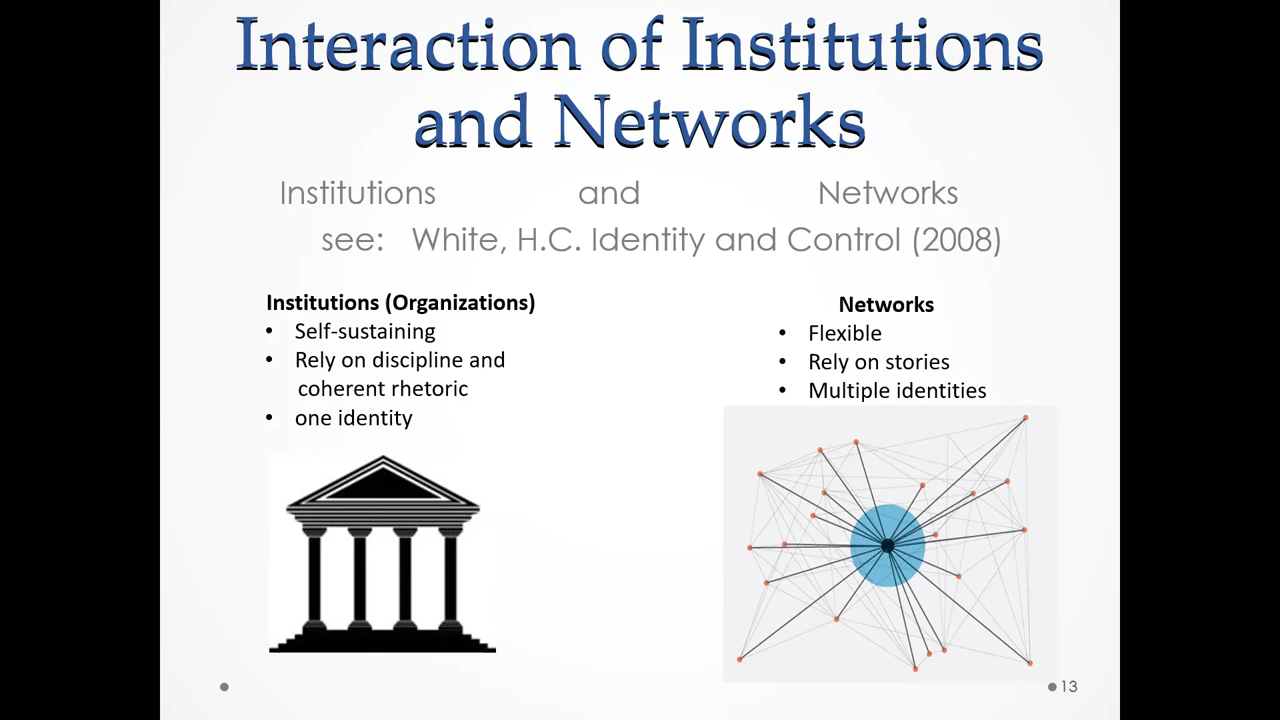 Interaction of Institutions
and Networks
Institutions and Networks
see: White, H.C. Identity and Control (2008)
Institutions (Organizations)
• Self-sustaining
• Rely on discipline and
coherent rhetoric
• one identity
Networks
• Flexible
• Rely on stories
• Multiple identities
13